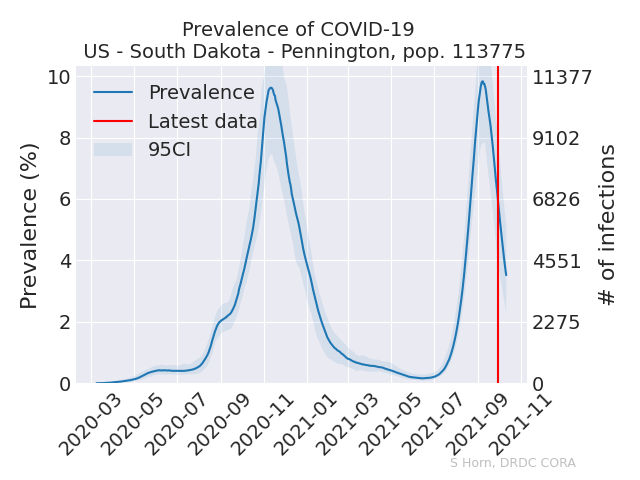 Prevalence of COVID-19
US - South Dakota - Pennington, pop. 113775
Prevalence
Latest data
95CI
Prevalence (%)
10
8
6
4
2
0
11377
9102
6826
4551
2275
0
# of infections
2020-03
2020-05
2020-07
2020-09
2020-11
2021-01
2021-03
2021-05
2021-07
2021-09
2021-11
S Horn, DRDC CORA